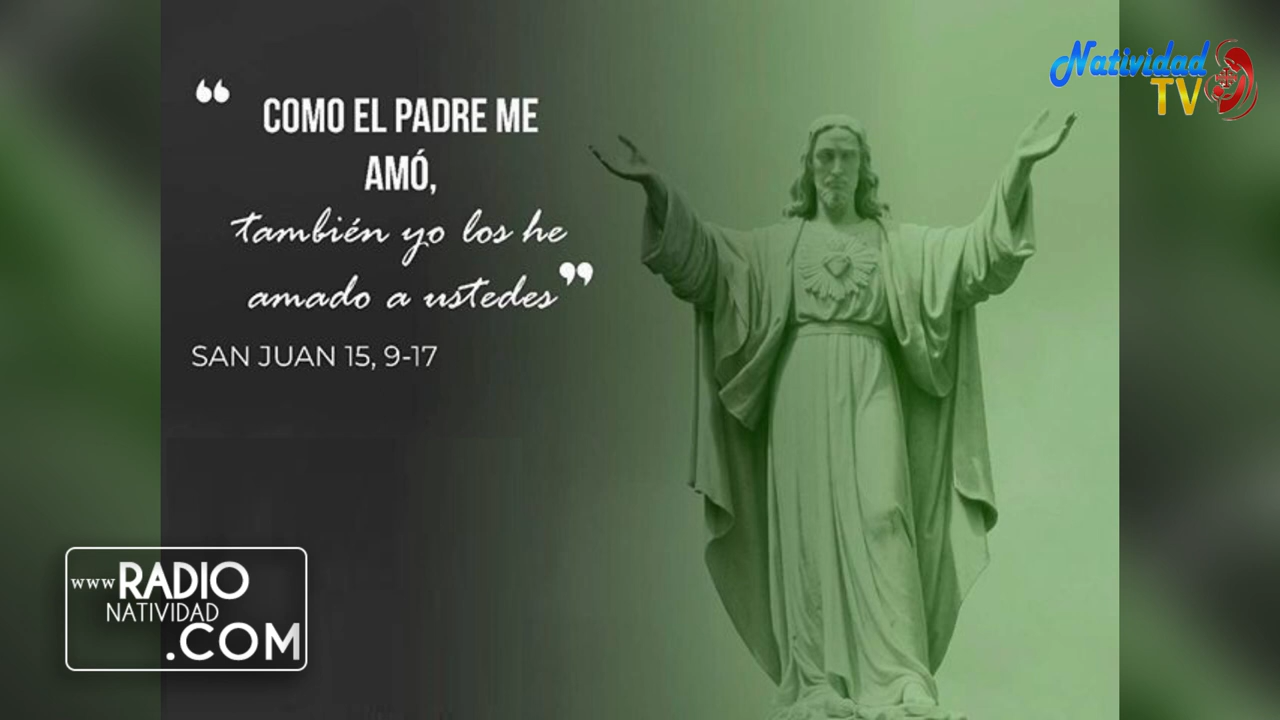 “ COMO EL PADRE ME
AMÓ,
también yo los he
amado a ustedes ”
SAN JUAN 15, 9-17
Natividad
TV
www RADIO
NATIVIDAD
.COM